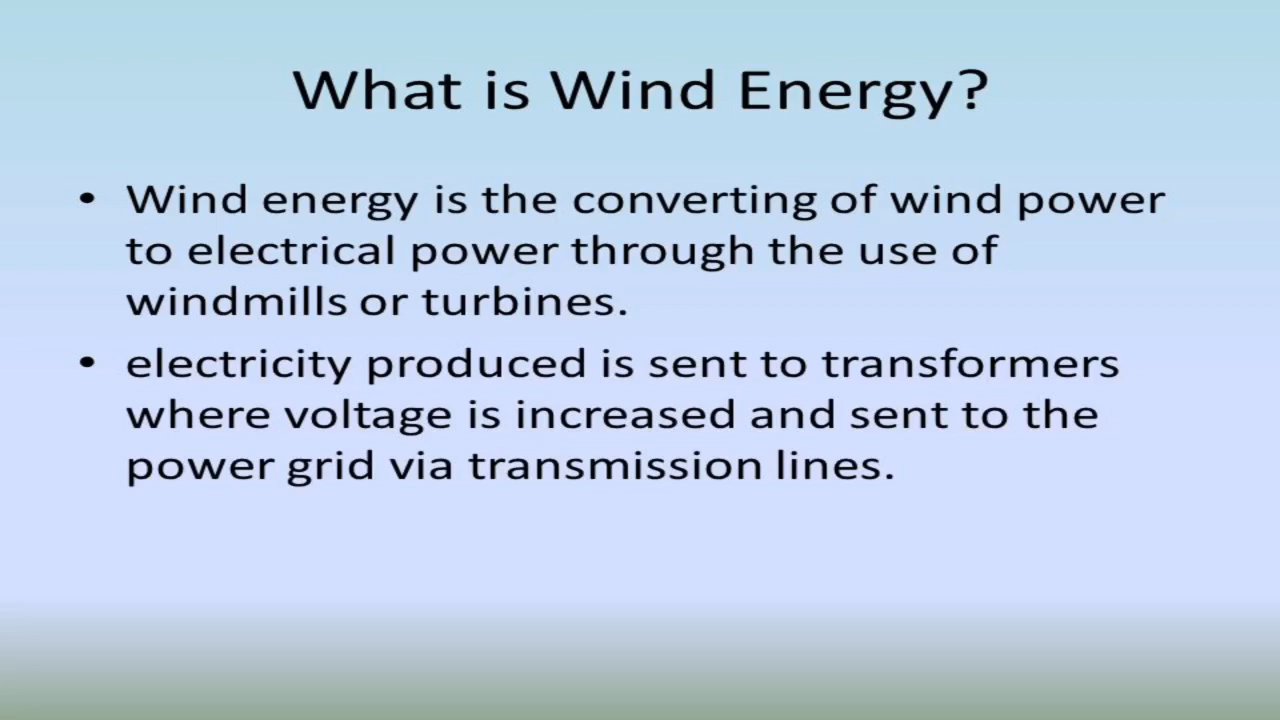 What is Wind Energy?
• Wind energy is the converting of wind power
to electrical power through the use of
windmills or turbines.
• electricity produced is sent to transformers
where voltage is increased and sent to the
power grid via transmission lines.